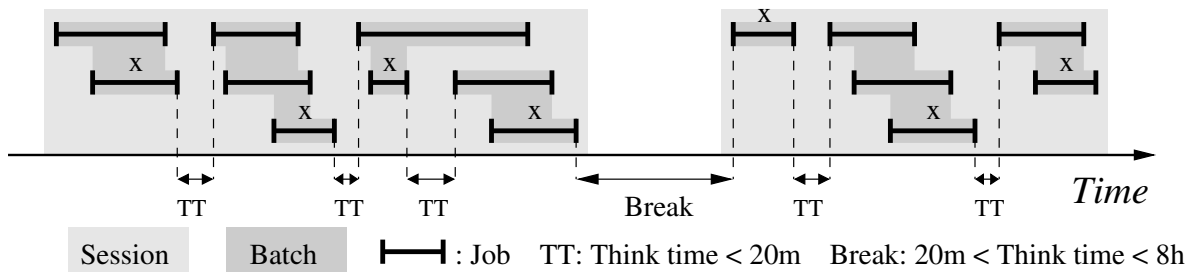 x
x x x
x x x
TT TT TT Break TT TT Time
Session Batch : Job TT: Think time < 20m Break: 20m < Think time < 8h